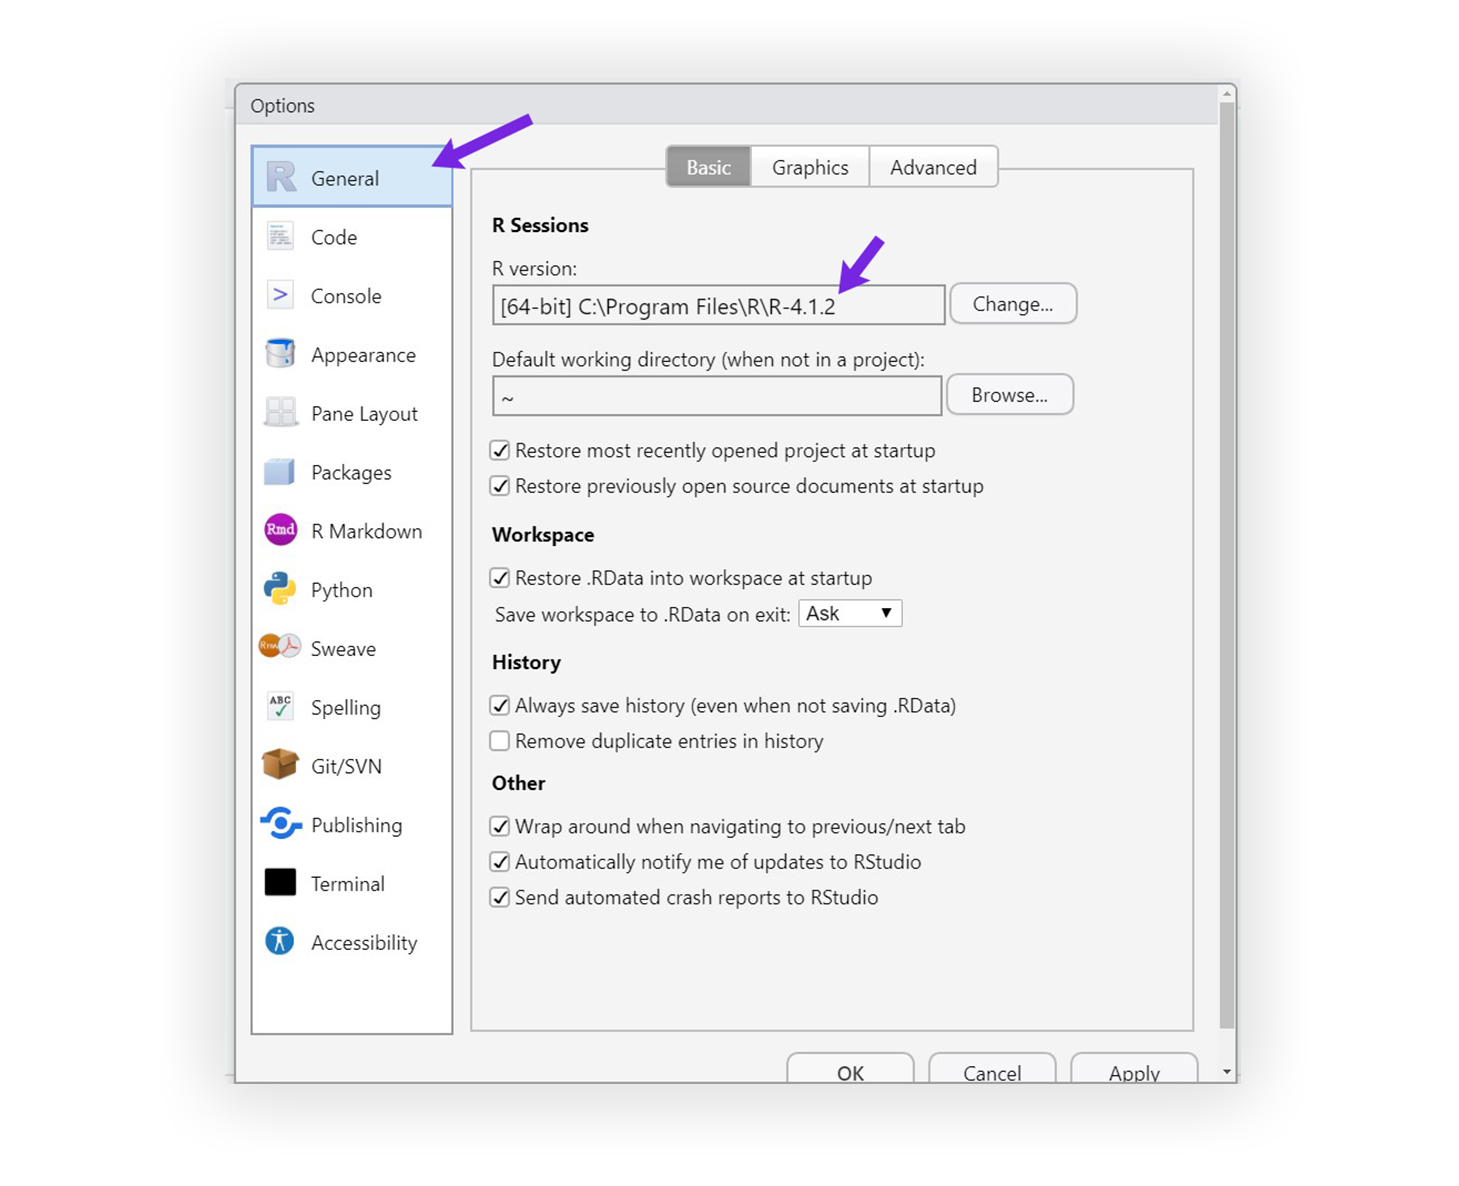 Options
General
Code
Console
Appearance
Pane Layout
Packages
Rmd R Markdown
Python
Rnw Sweave
ABC Spelling
Git/SVN
Publishing
Terminal
Accessibility
Basic Graphics Advanced
R Sessions
R version:
[64-bit] C:\Program Files\R\R-4.1.2 Change...
Default working directory (when not in a project):
~ Browse...
Restore most recently opened project at startup
Restore previously open source documents at startup
Workspace
Restore .RData into workspace at startup
Save workspace to .RData on exit: Ask
History
Always save history (even when not saving .RData)
Remove duplicate entries in history
Other
Wrap around when navigating to previous/next tab
Automatically notify me of updates to RStudio
Send automated crash reports to RStudio
OK Cancel Apply